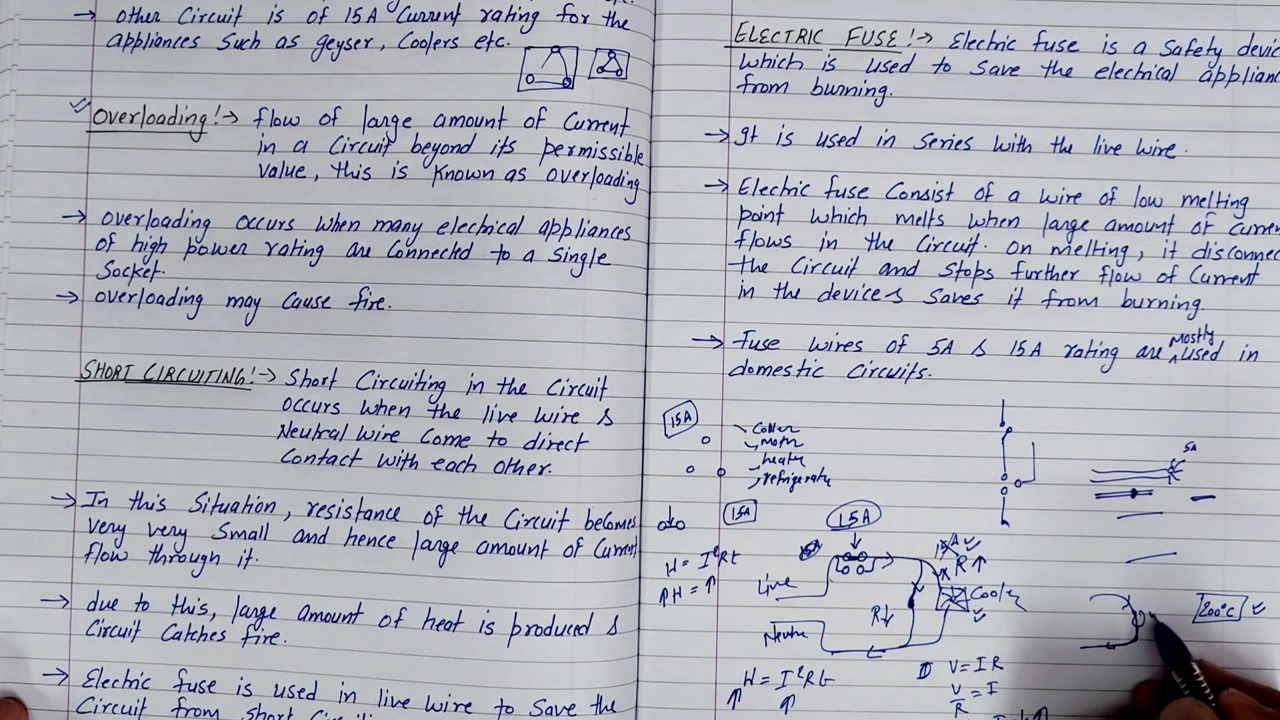 → other Circuit is of 15A Current rating for the
appliances such as geyser, Coolers etc.
Overloading!→ flow of large amount of Current
in a Circuit beyond its permissible
value, this is known as overloading
→ overloading occurs when many electrical appliances
of high power rating are Connected to a single
Socket.
→ overloading may cause fire.
SHORT CIRCUITING!→ Short Circuiting in the Circuit
occurs when the live wire &
Neutral wire Come to direct
Contact with each other.
→ In this Situation, resistance of the Circuit becomes
very very Small and hence large amount of Current
flow through it.
→ due to this, large amount of heat is produced &
Circuit Catches fire.
→ Electric fuse is used in live wire to Save the
Circuit from
ELECTRIC FUSE!→ Electric fuse is a Safety devic
which is used to save the electrical applian
from burning.
→ It is used in series with the live wire.
→ Electric fuse Consist of a wire of low melting
point which melts when large amount of Curren
flows in the Circuit. On melting, it disconnec
the Circuit and stops further flow of Current
in the device & saves it from burning.
→ Fuse wires of 5A & 15A rating are mostly used in
domestic Circuits.
15A
Cooler
motor
heater
refrigerator
5A
15A
15A
H = I²Rt
↑H = ↑
Live
R↑
Cooler
R↓
Neutral
200°C
H = I²Rt
↑ ↑
V = IR
V/R = I